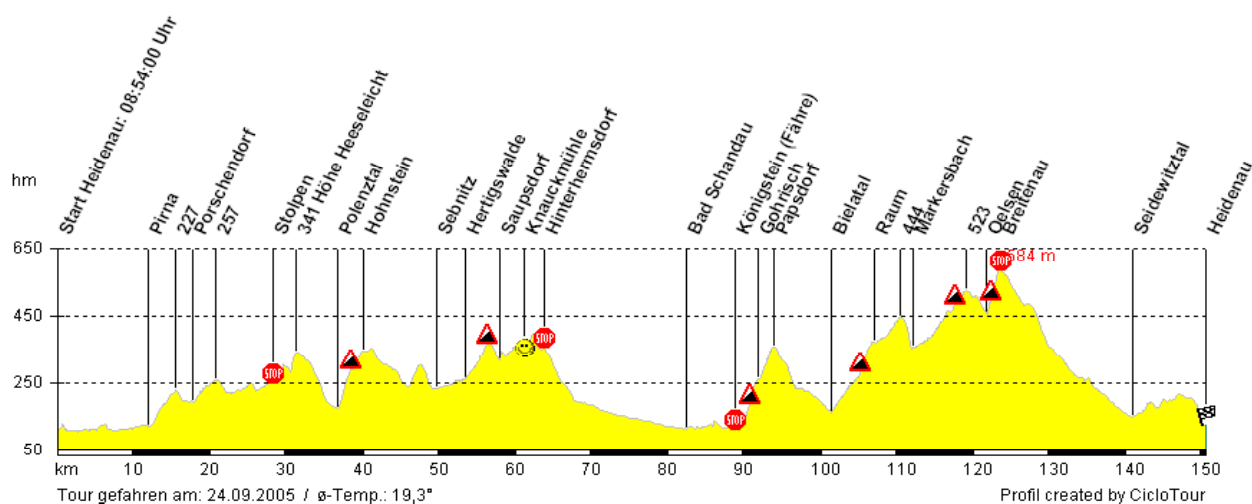 Start Heidenau: 08:54:00 Uhr
Pirna
227
Porschendorf
257
Stolpen
341 Höhe Heeseleicht
Polenztal
Hohnstein
Sebnitz
Hertigswalde
Saupsdorf
Knauckmühle
Hinterhermsdorf
Bad Schandau
Königstein (Fähre)
Gohrisch
Papsdorf
Bielatal
Raum
444
Markersbach
523
Oelsen
Breitenau
Seidewitztal
Heidenau
hm
650
450
250
50
STOP
STOP
STOP
STOP
584 m
km 10 20 30 40 50 60 70 80 90 100 110 120 130 140 150
Tour gefahren am: 24.09.2005 / ø-Temp.: 19,3°
Profil created by CicloTour